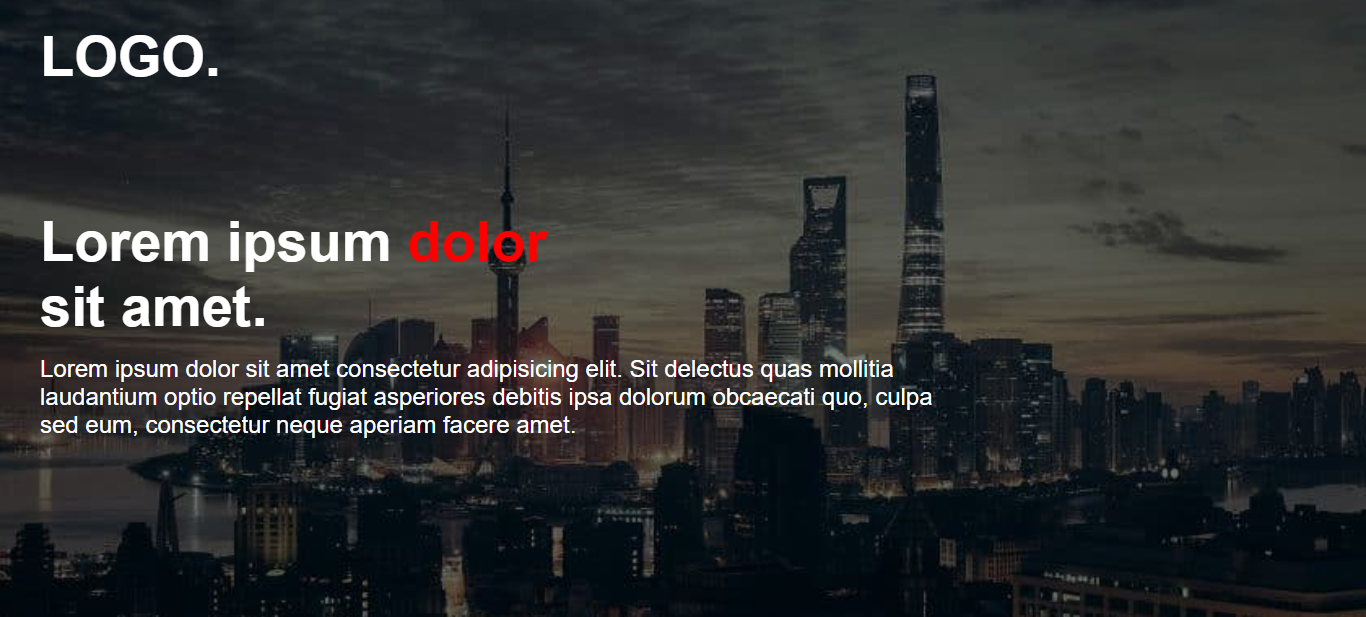 LOGO.
Lorem ipsum dolor
sit amet.
Lorem ipsum dolor sit amet consectetur adipisicing elit. Sit delectus quas mollitia
laudantium optio repellat fugiat asperiores debitis ipsa dolorum obcaecati quo, culpa
sed eum, consectetur neque aperiam facere amet.